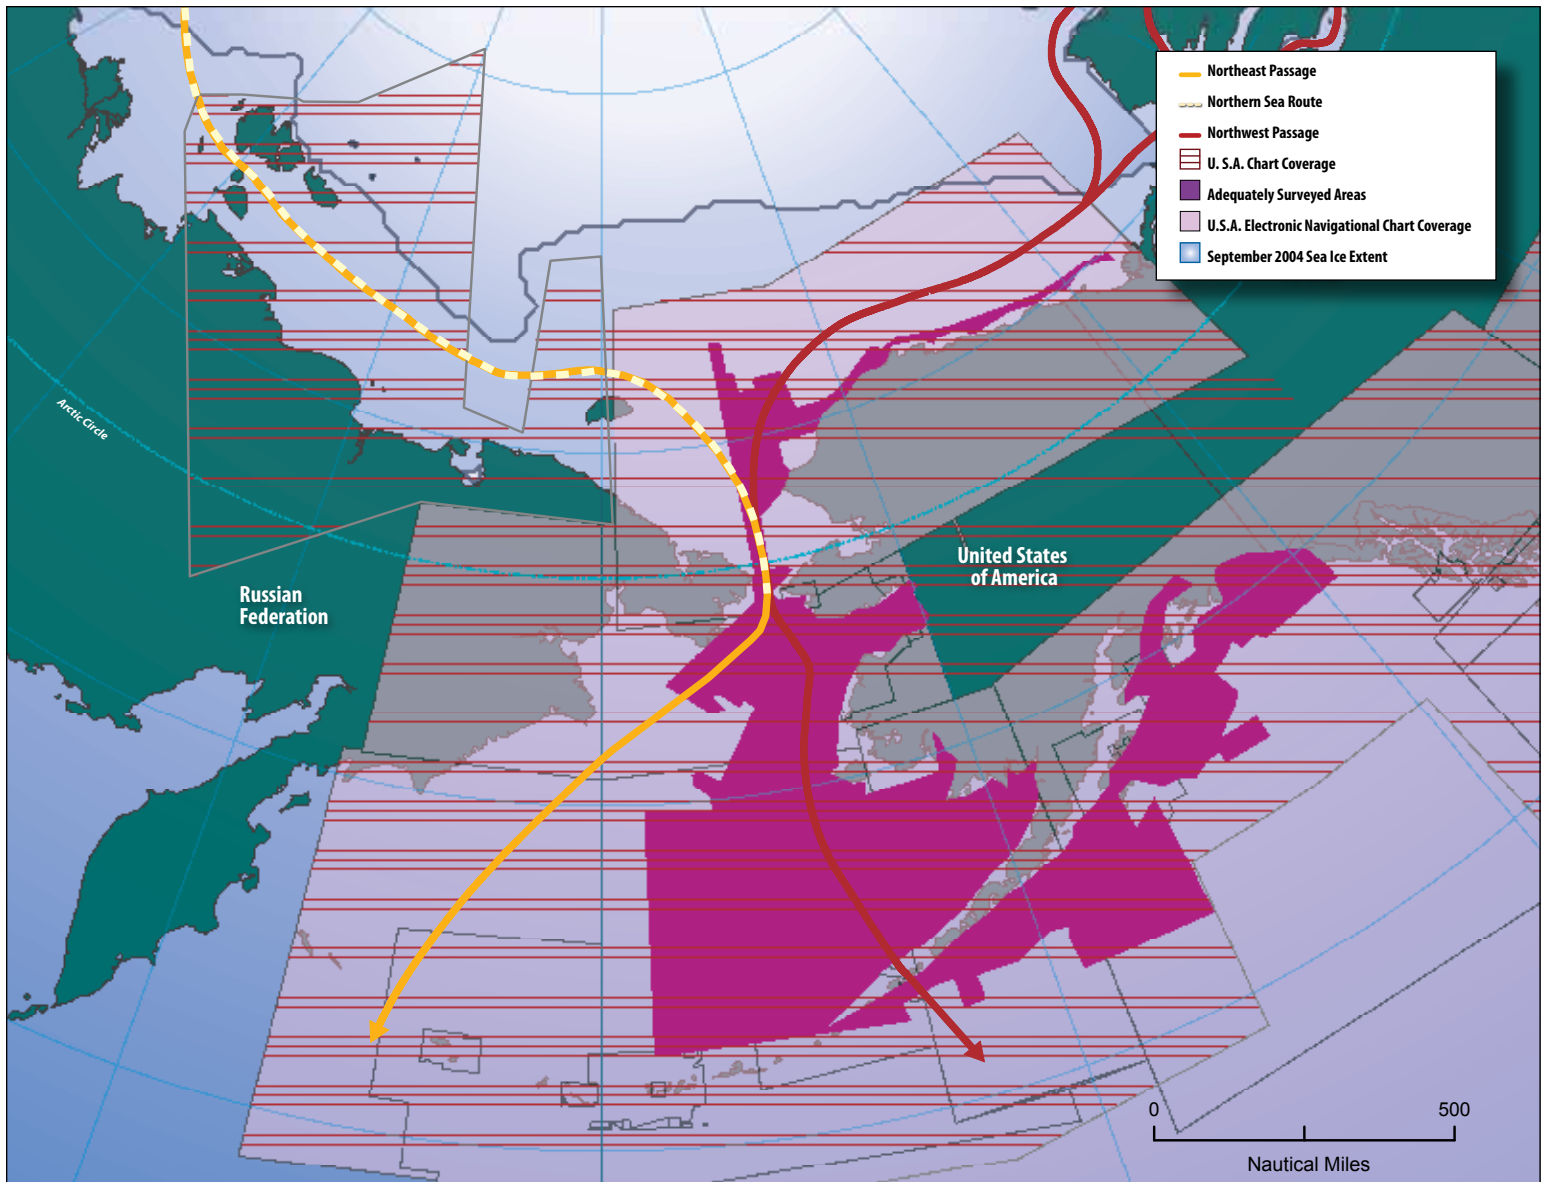 Northeast Passage
Northern Sea Route
Northwest Passage
U. S.A. Chart Coverage
Adequately Surveyed Areas
U.S.A. Electronic Navigational Chart Coverage
September 2004 Sea Ice Extent
Arctic Circle
United States
of America
Russian
Federation
0 500
Nautical Miles